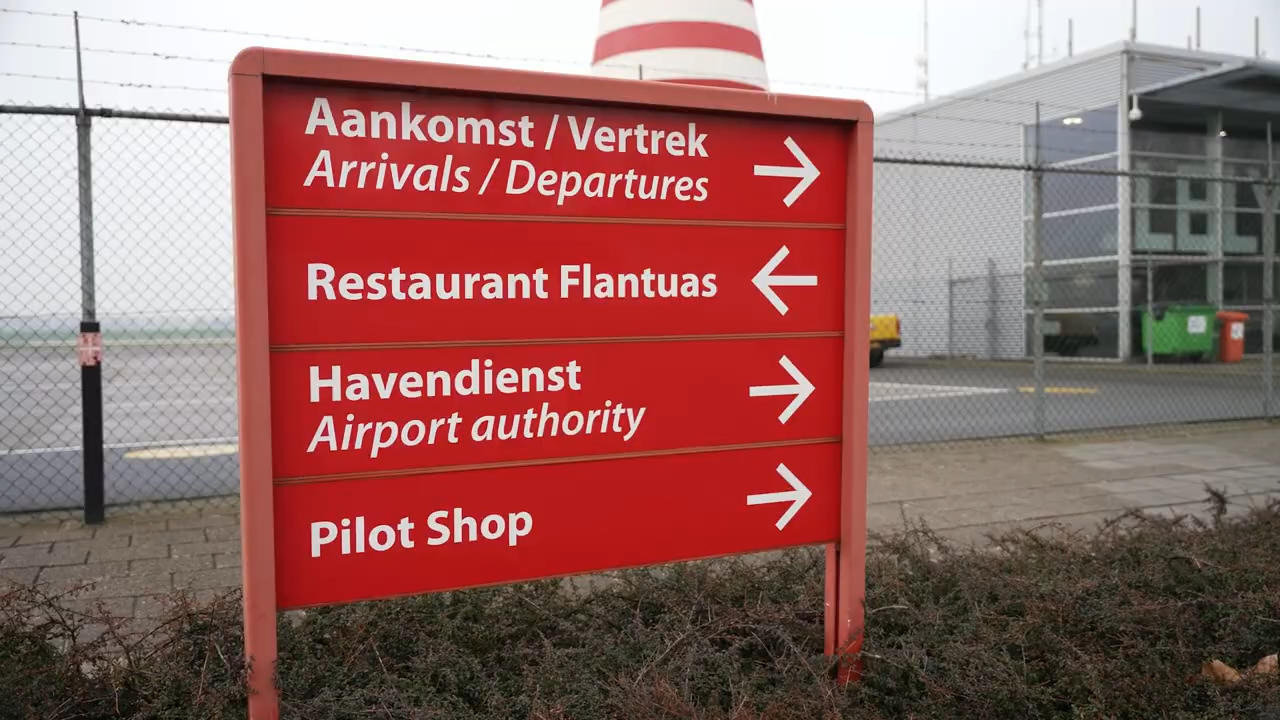 Aankomst / Vertrek
Arrivals / Departures
Restaurant Flantuas
Havendienst
Airport authority
Pilot Shop